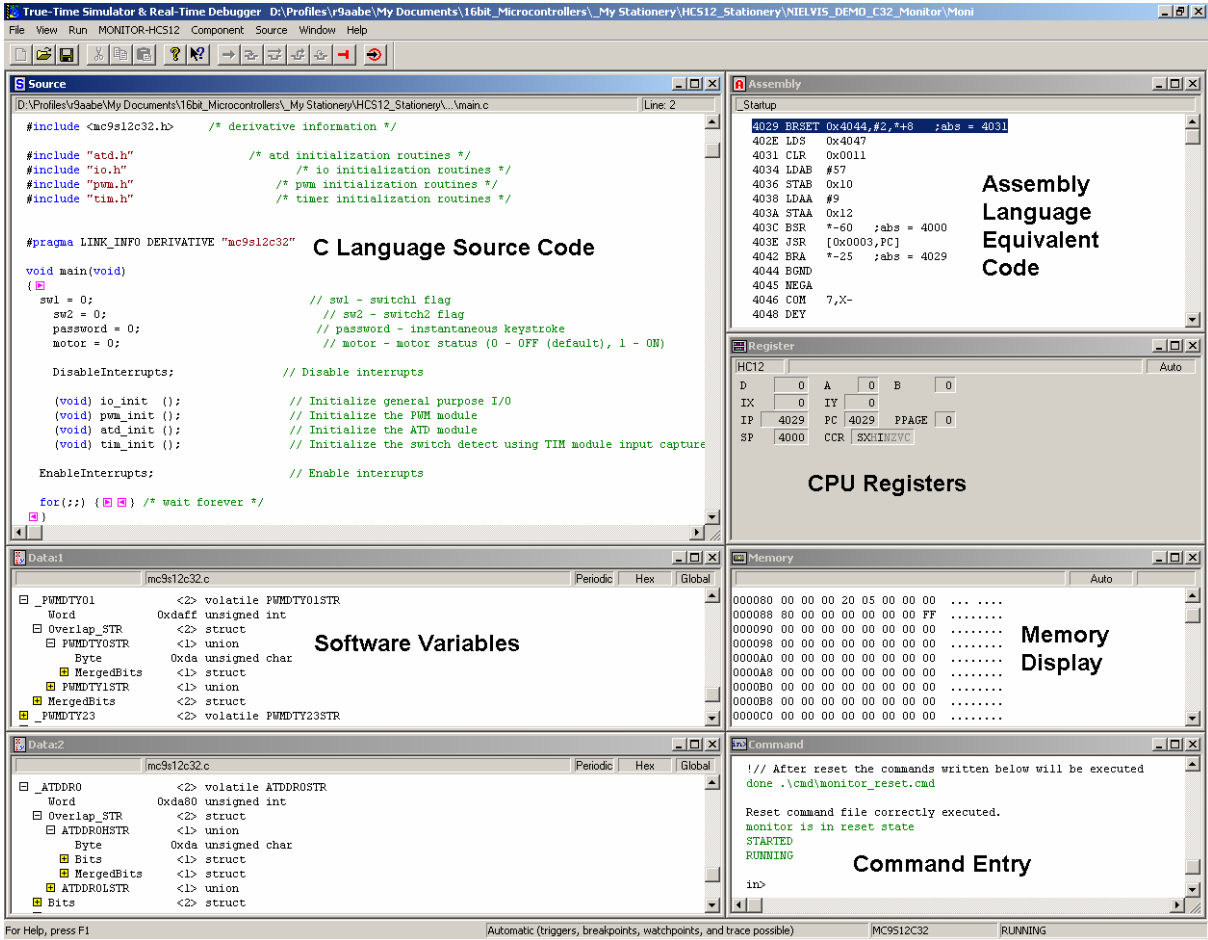 True-Time Simulator & Real-Time Debugger D:\Profiles\r9aabe\My Documents\16bit_Microcontrollers\_My Stationery\HCS12_Stationery\NIELVIS_DEMO_C32_Monitor\Moni
File View Run MONITOR-HCS12 Component Source Window Help
Source
D:\Profiles\r9aabe\My Documents\16bit_Microcontrollers\_My Stationery\HCS12_Stationery\...\main.c Line: 2
#include <mc9s12c32.h> /* derivative information */
#include "atd.h" /* atd initialization routines */
#include "io.h" /* io initialization routines */
#include "pwm.h" /* pwm initialization routines */
#include "tim.h" /* timer initialization routines */
#pragma LINK_INFO DERIVATIVE "mc9s12c32"
C Language Source Code
void main(void)
{
sw1 = 0; // sw1 - switch1 flag
sw2 = 0; // sw2 - switch2 flag
password = 0; // password - instantaneous keystroke
motor = 0; // motor - motor status (0 - OFF (default), 1 - ON)
DisableInterrupts; // Disable interrupts
(void) io_init (); // Initialize general purpose I/O
(void) pwm_init (); // Initialize the PWM module
(void) atd_init (); // Initialize the ATD module
(void) tim_init (); // Initialize the switch detect using TIM module input capture
EnableInterrupts; // Enable interrupts
for(;;) { } /* wait forever */
}
Assembly
_Startup
4029 BRSET 0x4044,#2,*+8 ;abs = 4031
402E LDS 0x4047
4031 CLR 0x0011
4034 LDAB #57
4036 STAB 0x10
4038 LDAA #9
403A STAA 0x12
403C BSR *-60 ;abs = 4000
403E JSR [0x0003,PC]
4042 BRA *-25 ;abs = 4029
4044 BGND
4045 NEGA
4046 COM 7,X-
4048 DEY
Assembly
Language
Equivalent
Code
Register
HC12 Auto
D 0 A 0 B 0
IX 0 IY 0
IP 4029 PC 4029 PPAGE 0
SP 4000 CCR SXHINZVC
CPU Registers
Data:1
mc9s12c32.c Periodic Hex Global
_PWMDTY01 <2> volatile PWMDTY01STR
Word 0xdaff unsigned int
Overlap_STR <2> struct
PWMDTY0STR <1> union
Byte 0xda unsigned char
MergedBits <1> struct
PWMDTY1STR <1> union
MergedBits <2> struct
_PWMDTY23 <2> volatile PWMDTY23STR
Software Variables
Memory
Auto
000080 00 00 00 20 05 00 00 00 ... ....
000088 80 00 00 00 00 00 00 FF ........
000090 00 00 00 00 00 00 00 00 ........
000098 00 00 00 00 00 00 00 00 ........
0000A0 00 00 00 00 00 00 00 00 ........
0000A8 00 00 00 00 00 00 00 00 ........
0000B0 00 00 00 00 00 00 00 00 ........
0000B8 00 00 00 00 00 00 00 00 ........
0000C0 00 00 00 00 00 00 00 00 ........
Memory
Display
Data:2
mc9s12c32.c Periodic Hex Global
_ATDDR0 <2> volatile ATDDR0STR
Word 0xda80 unsigned int
Overlap_STR <2> struct
ATDDR0HSTR <1> union
Byte 0xda unsigned char
Bits <1> struct
MergedBits <1> struct
ATDDR0LSTR <1> union
Bits <2> struct
Command
!// After reset the commands written below will be executed
done .\cmd\monitor_reset.cmd
Reset command file correctly executed.
monitor is in reset state
STARTED
RUNNING
Command Entry
in>
For Help, press F1 Automatic (triggers, breakpoints, watchpoints, and trace possible) MC9S12C32 RUNNING